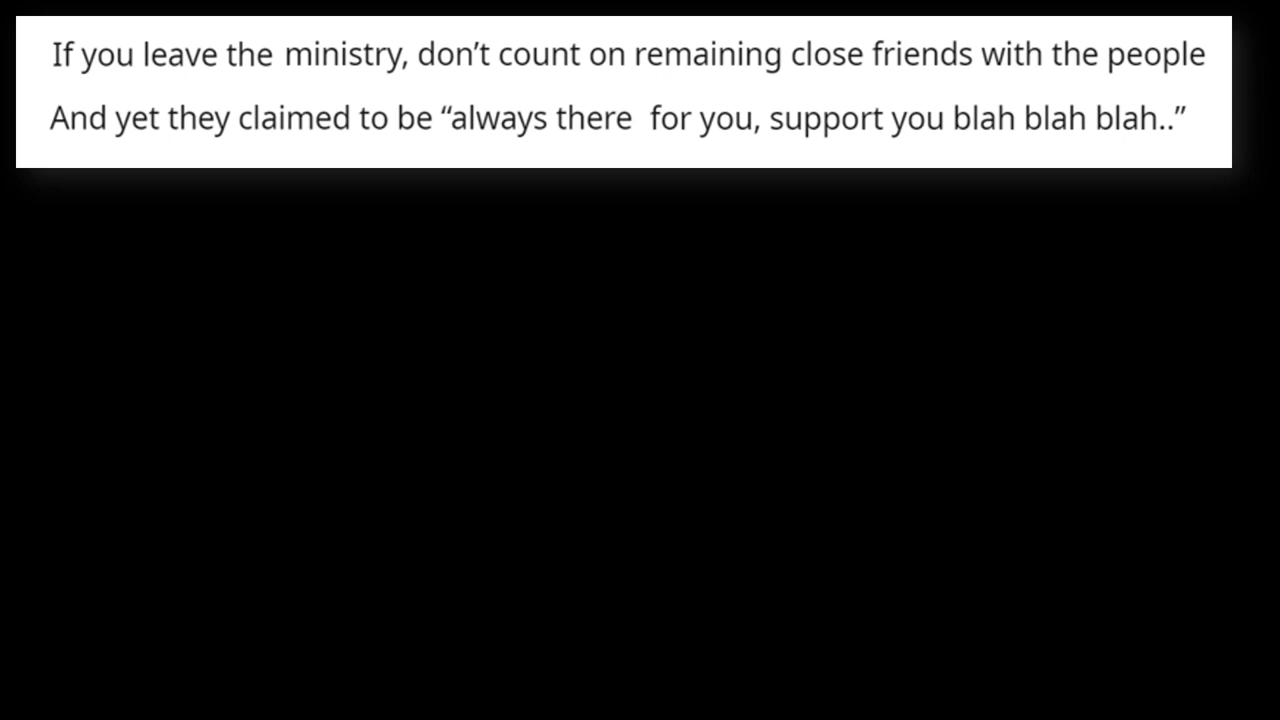 If you leave the ministry, don’t count on remaining close friends with the people
And yet they claimed to be “always there for you, support you blah blah blah..”